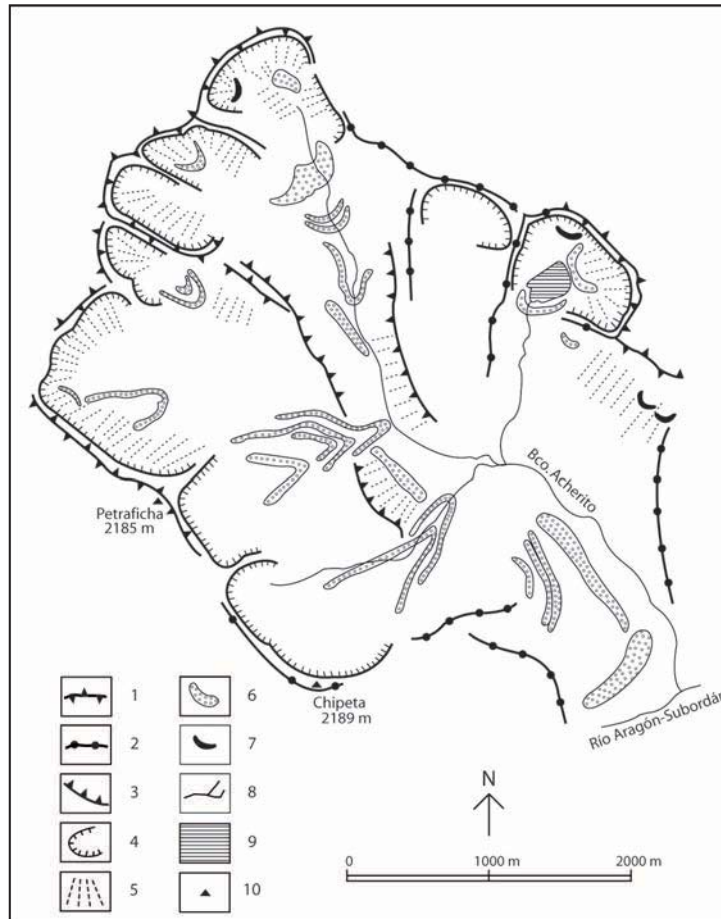 Bco. Acherito
Petraficha
2185 m
Chipeta
2189 m
Río Aragón-Subordán
1 6
2 7
3 8
4 9
5 10
N
0 1000 m 2000 m